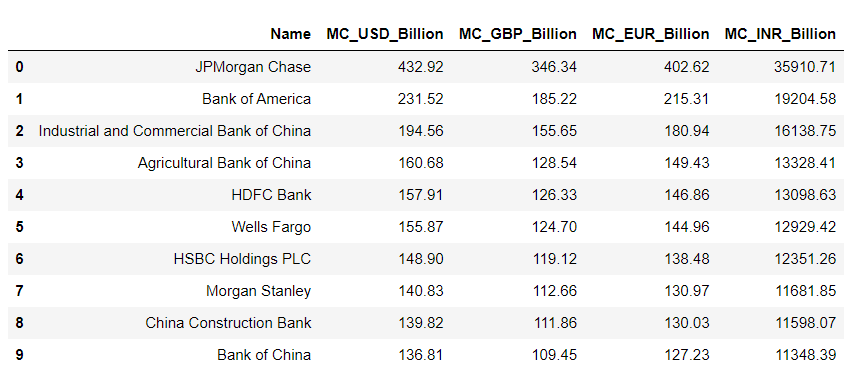 Name MC_USD_Billion MC_GBP_Billion MC_EUR_Billion MC_INR_Billion
0 JPMorgan Chase 432.92 346.34 402.62 35910.71
1 Bank of America 231.52 185.22 215.31 19204.58
2 Industrial and Commercial Bank of China 194.56 155.65 180.94 16138.75
3 Agricultural Bank of China 160.68 128.54 149.43 13328.41
4 HDFC Bank 157.91 126.33 146.86 13098.63
5 Wells Fargo 155.87 124.70 144.96 12929.42
6 HSBC Holdings PLC 148.90 119.12 138.48 12351.26
7 Morgan Stanley 140.83 112.66 130.97 11681.85
8 China Construction Bank 139.82 111.86 130.03 11598.07
9 Bank of China 136.81 109.45 127.23 11348.39